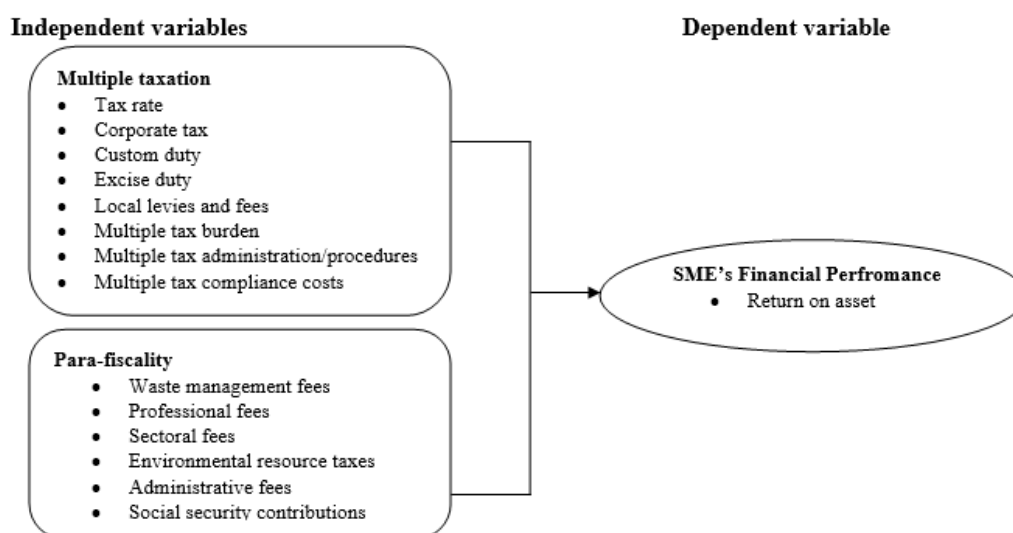 Independent variables
Dependent variable
Multiple taxation
• Tax rate
• Corporate tax
• Custom duty
• Excise duty
• Local levies and fees
• Multiple tax burden
• Multiple tax administration/procedures
• Multiple tax compliance costs
SME's Financial Perfromance
• Return on asset
Para-fiscality
• Waste management fees
• Professional fees
• Sectoral fees
• Environmental resource taxes
• Administrative fees
• Social security contributions